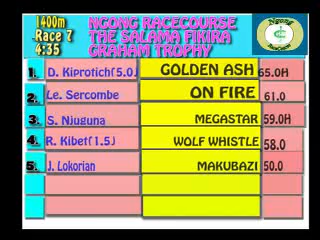 1400m NGONG RACECOURSE
Race 7 THE SALAMA FIKIRA
4:35 GRAHAM TROPHY
Ngong
1. D. Kiprotich(5.0) GOLDEN ASH 65.0H
2. Le. Sercombe ON FIRE 61.0
3. S. Njuguna MEGASTAR 59.0H
4. R. Kibet(1.5) WOLF WHISTLE 58.0
5. J. Lokorian MAKUBAZI 50.0